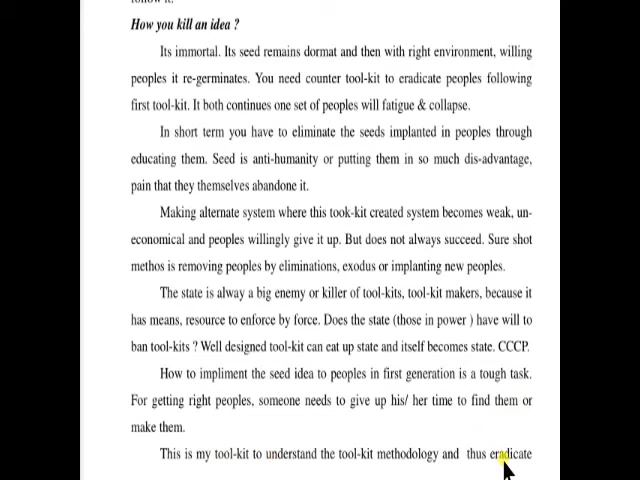 How you kill an idea ?
Its immortal. Its seed remains dormat and then with right environment, willing
peoples it re-germinates. You need counter tool-kit to eradicate peoples following
first tool-kit. It both continues one set of peoples will fatigue & collapse.
In short term you have to eliminate the seeds implanted in peoples through
educating them. Seed is anti-humanity or putting them in so much dis-advantage,
pain that they themselves abandone it.
Making alternate system where this took-kit created system becomes weak, un-
economical and peoples willingly give it up. But does not always succeed. Sure shot
methos is removing peoples by eliminations, exodus or implanting new peoples.
The state is alway a big enemy or killer of tool-kits, tool-kit makers, because it
has means, resource to enforce by force. Does the state (those in power ) have will to
ban tool-kits ? Well designed tool-kit can eat up state and itself becomes state. CCCP.
How to impliment the seed idea to peoples in first generation is a tough task.
For getting right peoples, someone needs to give up his/ her time to find them or
make them.
This is my tool-kit to understand the tool-kit methodology and thus eradicate